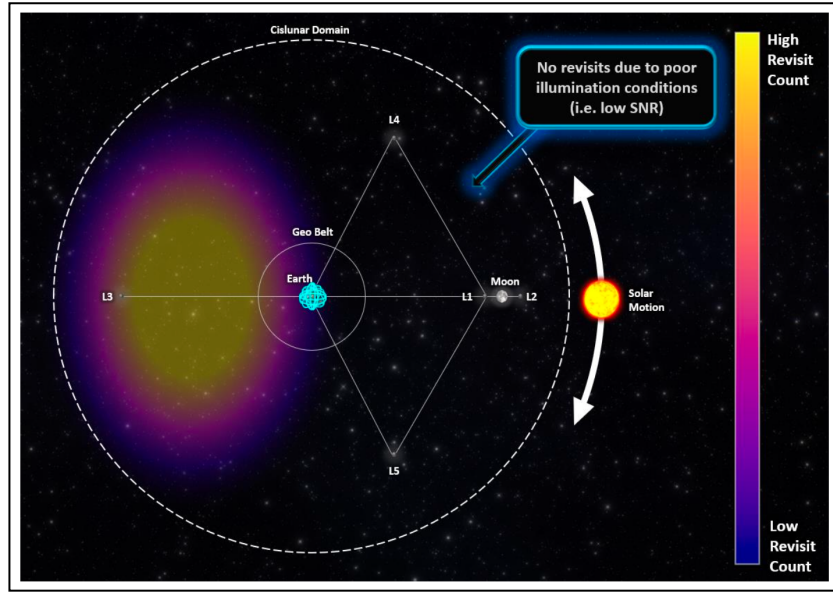 Cislunar Domain
High
Revisit
Count
No revisits due to poor
illumination conditions
(i.e. low SNR)
L4
Geo Belt
Earth
Moon
L3
L1
L2
Solar
Motion
L5
Low
Revisit
Count